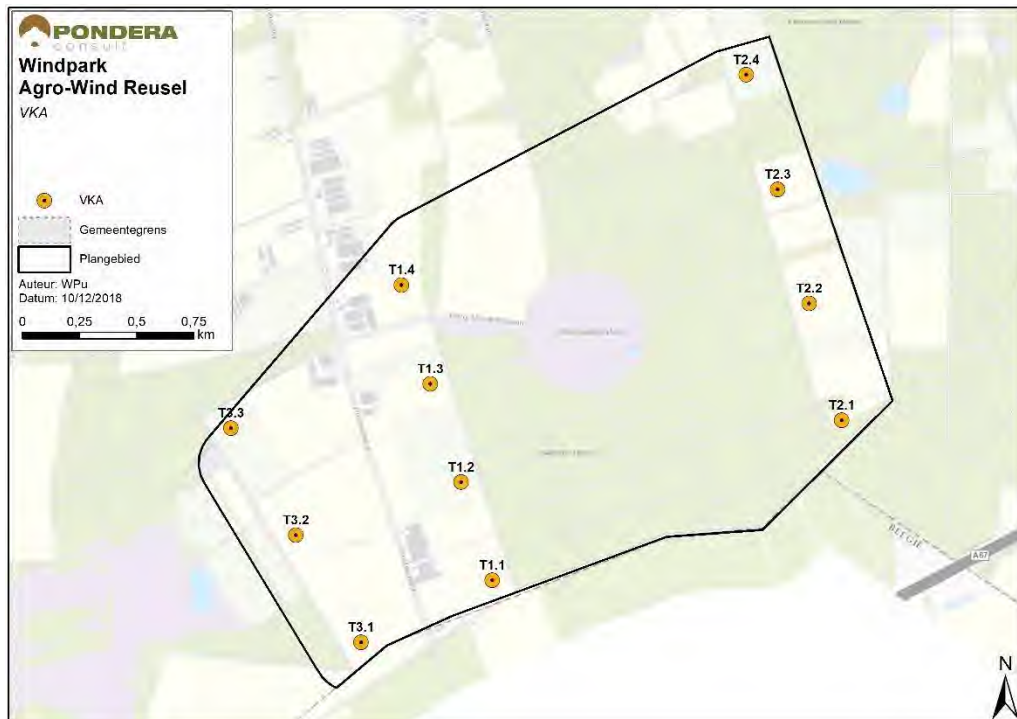 PONDERA
consult
Windpark
Agro-Wind Reusel
VKA
VKA
Gemeentegrens
Plangebied
Auteur: WPu
Datum: 10/12/2018
0 0,25 0,5 0,75
km
T2.4
T2.3
T1.4
T2.2
T1.3
T3.3
T2.1
T1.2
T3.2
A67
T1.1
T3.1
N